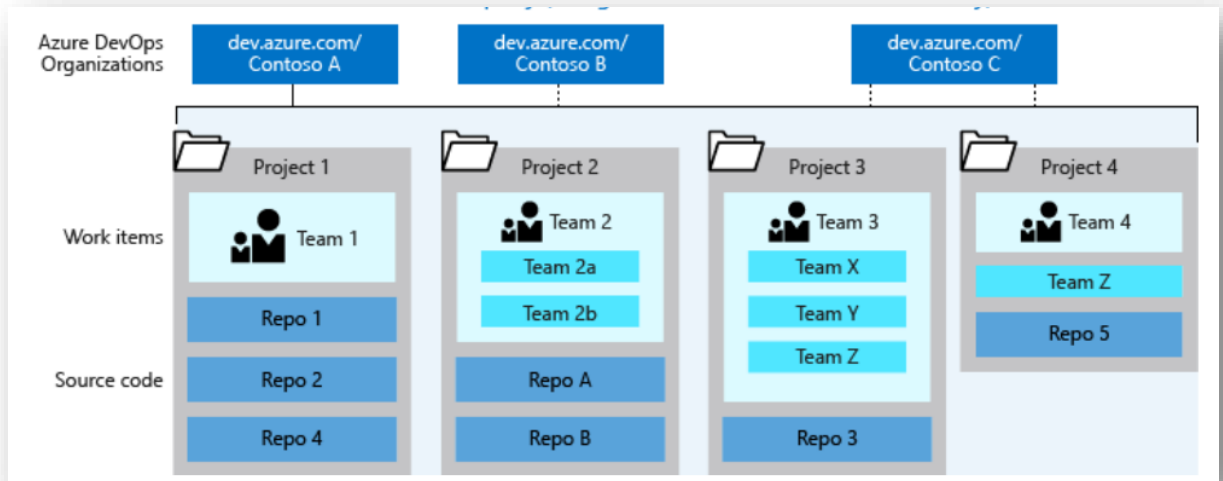 Azure DevOps
Organizations
dev.azure.com/
Contoso A
dev.azure.com/
Contoso B
dev.azure.com/
Contoso C
Project 1
Project 2
Project 3
Project 4
Work items
Team 1
Team 2
Team 2a
Team 2b
Team 3
Team X
Team Y
Team Z
Team 4
Team Z
Source code
Repo 1
Repo 2
Repo 4
Repo A
Repo B
Repo 3
Repo 5